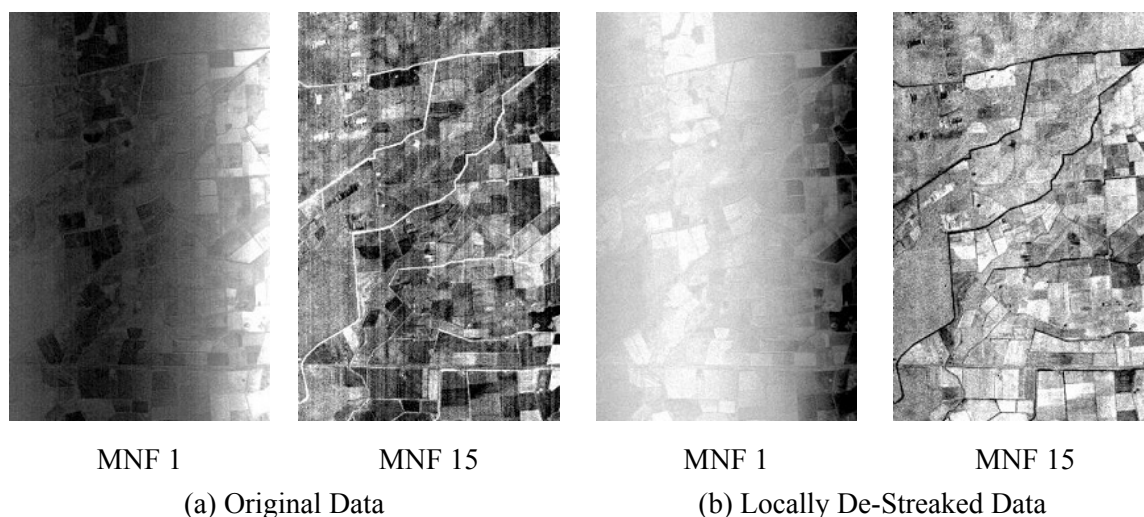 MNF 1 MNF 15 MNF 1 MNF 15
(a) Original Data (b) Locally De-Streaked Data